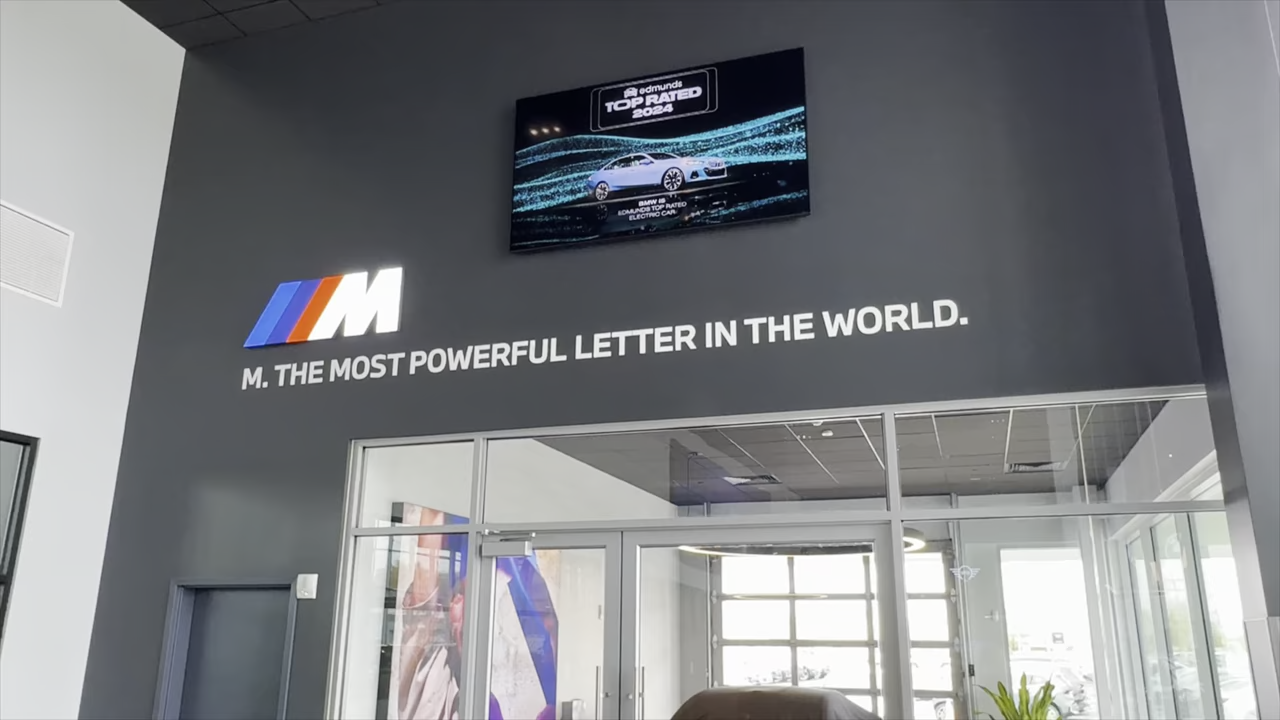 edmunds
TOP RATED
2024
BMW i5
EDMUNDS TOP RATED
ELECTRIC CAR
M
M. THE MOST POWERFUL LETTER IN THE WORLD.